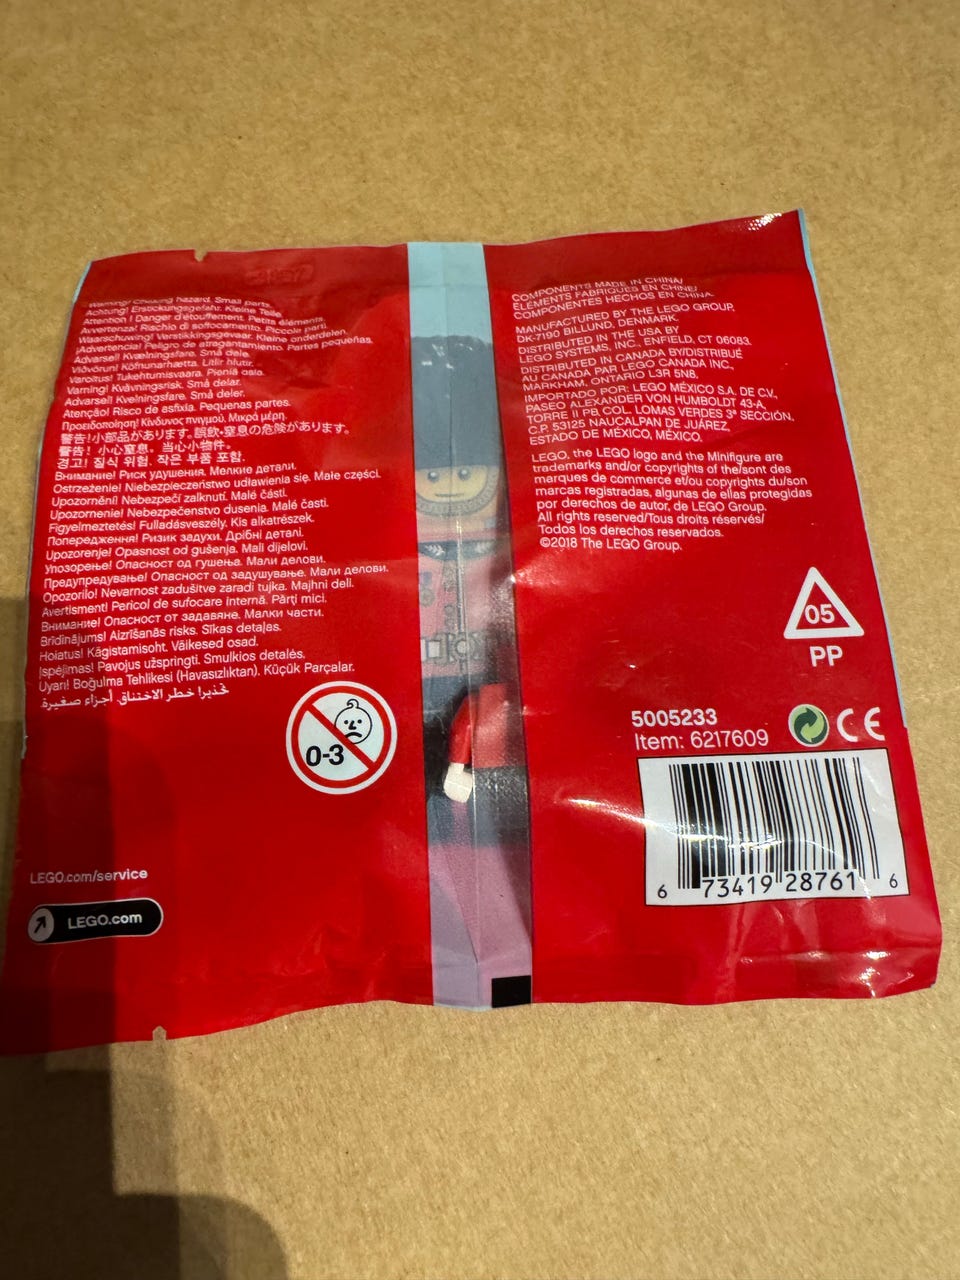 Warning! Choking hazard. Small parts.
Achtung! Erstickungsgefahr. Kleine Teile.
Attention ! Danger d'étouffement. Petits éléments.
Avvertenza! Rischio di soffocamento. Piccole parti.
Waarschuwing! Verstikkingsgevaar. Kleine onderdelen.
¡Advertencia! Peligro de atragantamiento. Partes pequeñas.
Advarsel! Kvælningsfare. Små dele.
Viðvörun! Köfnunarhætta. Litlir hlutir.
Varoitus! Tukehtumisvaara. Pieniä osia.
Varning! Kvävningsrisk. Små delar.
Advarsel! Kvelningsfare. Små deler.
Atenção! Risco de asfixia. Pequenas partes.
Προειδοποίηση! Κίνδυνος πνιγμού. Μικρά μέρη.
警告!小部品があります。誤飲・窒息の危険があります。
警告！小心窒息。当心小物件。
경고! 질식 위험. 작은 부품 포함.
Внимание! Риск удушения. Мелкие детали.
Ostrzeżenie! Niebezpieczeństwo udławienia się. Małe części.
Upozornění! Nebezpečí zalknutí. Malé části.
Upozornenie! Nebezpečenstvo dusenia. Malé časti.
Figyelmeztetés! Fulladásveszély. Kis alkatrészek.
Попередження! Ризик задухи. Дрібні деталі.
Upozorenje! Opasnost od gušenja. Mali dijelovi.
Упозорење! Опасност од гушења. Мали делови.
Предупредување! Опасност од задушување. Мали делови.
Opozorilo! Nevarnost zadušitve zaradi tujka. Majhni deli.
Avertisment! Pericol de sufocare internă. Părți mici.
Внимание! Опасност от задавяне. Малки части.
Brīdinājums! Aizrīšanās risks. Sīkas detaļas.
Hoiatus! Kägistamisoht. Väikesed osad.
Įspėjimas! Pavojus užspringti. Smulkios detalės.
Uyarı! Boğulma Tehlikesi (Havasızlıktan). Küçük Parçalar.
تحذير! خطر الاختناق. أجزاء صغيرة.
0-3
LEGO.com/service
LEGO.com
COMPONENTS MADE IN CHINA/
ÉLÉMENTS FABRIQUÉS EN CHINE/
COMPONENTES HECHOS EN CHINA.
MANUFACTURED BY THE LEGO GROUP,
DK-7190 BILLUND, DENMARK.
DISTRIBUTED IN THE USA BY
LEGO SYSTEMS, INC., ENFIELD, CT 06083.
DISTRIBUTED IN CANADA BY/DISTRIBUÉ
AU CANADA PAR LEGO CANADA INC.,
MARKHAM, ONTARIO L3R 5N8.
IMPORTADO POR: LEGO MÉXICO S.A. DE C.V.,
PASEO ALEXANDER VON HUMBOLDT 43-A,
TORRE II PB, COL. LOMAS VERDES 3ª SECCIÓN,
C.P. 53125 NAUCALPAN DE JUÁREZ,
ESTADO DE MÉXICO, MÉXICO.
LEGO, the LEGO logo and the Minifigure are
trademarks and/or copyrights of the/sont des
marques de commerce et/ou copyrights du/son
marcas registradas, algunas de ellas protegidas
por derechos de autor, de LEGO Group.
All rights reserved/Tous droits réservés/
Todos los derechos reservados.
©2018 The LEGO Group.
05
PP
5005233
Item: 6217609
CE
6 73419 28761 6